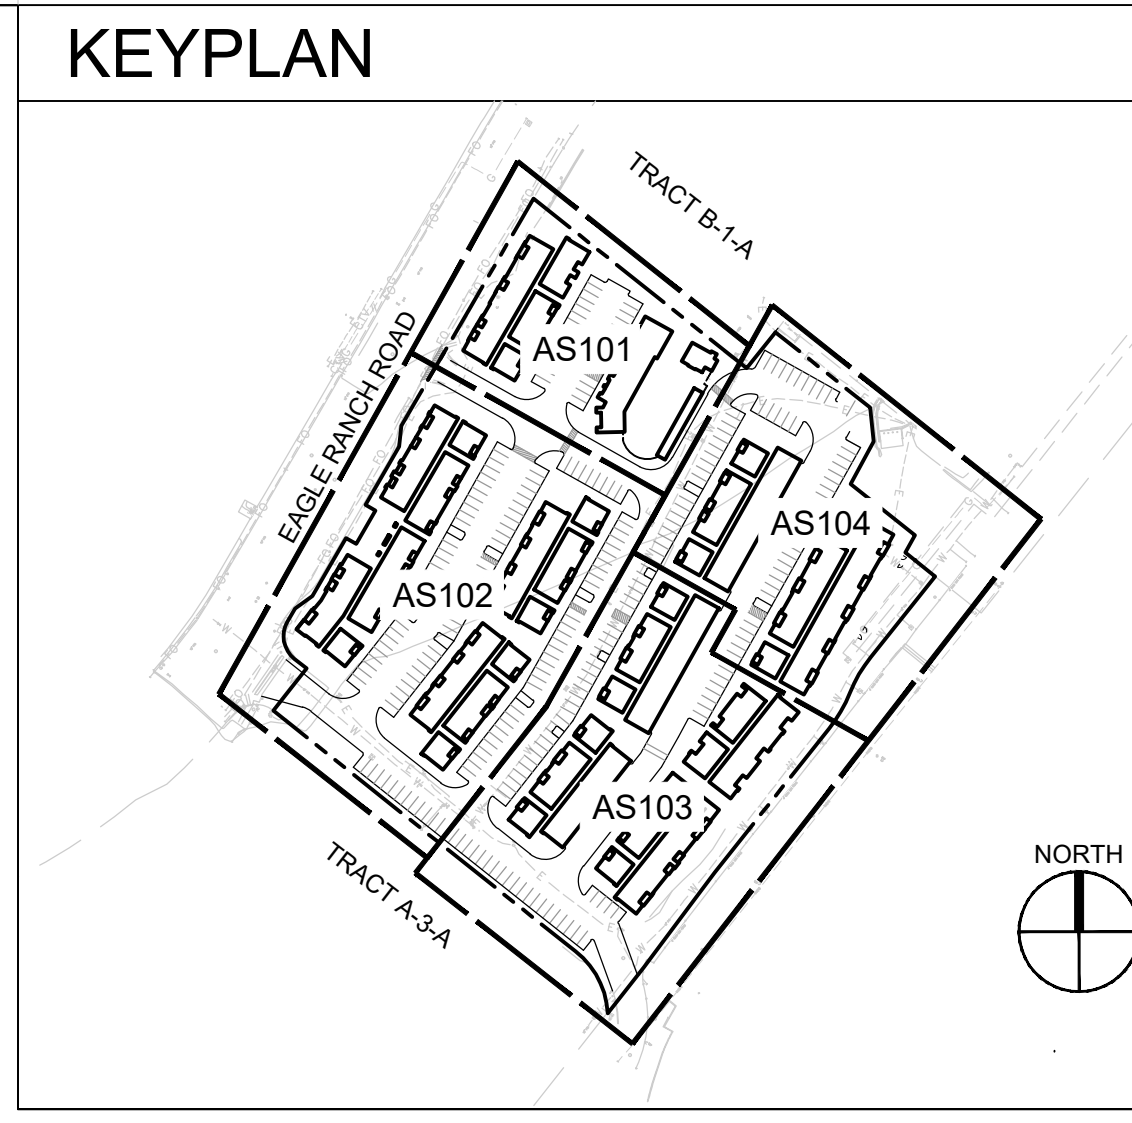 KEYPLAN
TRACT B-1-A
EAGLE RANCH ROAD
AS101
AS104
AS102
AS103
TRACT A-3-A
NORTH